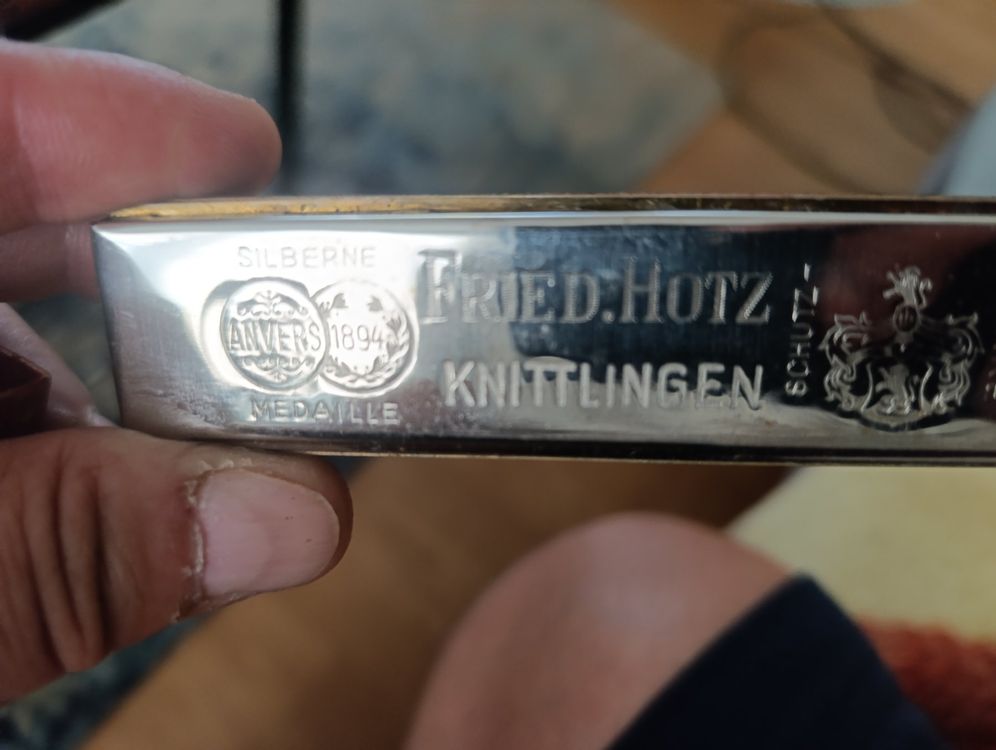 SILBERNE
ANVERS 1894
MEDAILLE
FRIED. HOTZ
KNITTLINGEN
SCHUTZ-